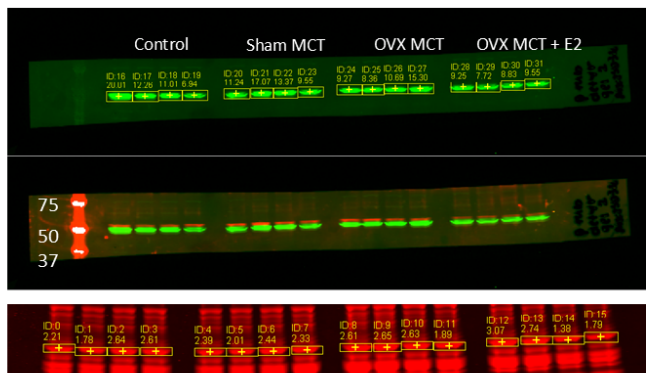 Control Sham MCT OVX MCT OVX MCT + E2
ID:16 ID:17 ID:18 ID:19 ID:20 ID:21 ID:22 ID:23 ID:24 ID:25 ID:26 ID:27 ID:28 ID:29 ID:30 ID:31
20.01 12.26 11.01 6.94 11.24 17.07 13.37 9.55 9.27 8.36 10.69 15.30 9.25 7.72 8.83 9.55
75
50
37
ID:0 ID:1 ID:2 ID:3 ID:4 ID:5 ID:6 ID:7 ID:8 ID:9 ID:10 ID:11 ID:12 ID:13 ID:14 ID:15
2.21 1.78 2.64 2.61 2.39 2.01 2.44 2.33 2.61 2.65 2.63 1.89 3.07 2.74 1.38 1.79